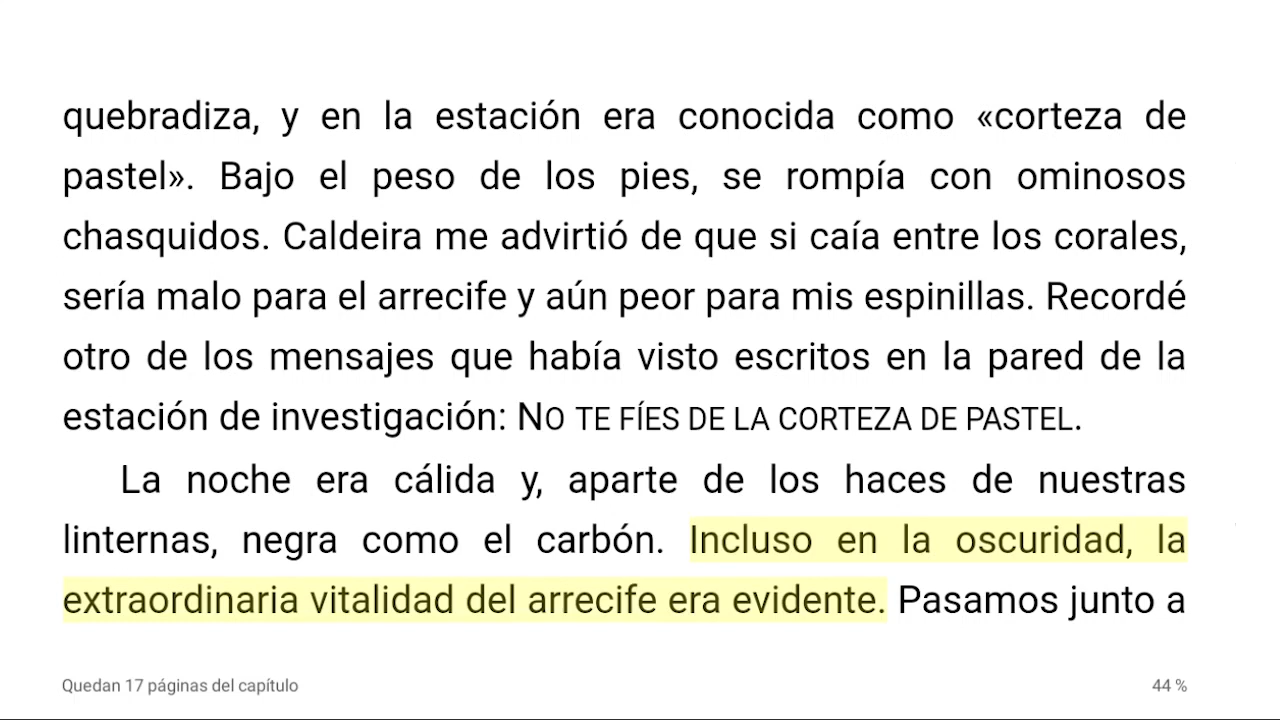 quebradiza, y en la estación era conocida como «corteza de
pastel». Bajo el peso de los pies, se rompía con ominosos
chasquidos. Caldeira me advirtió de que si caía entre los corales,
sería malo para el arrecife y aún peor para mis espinillas. Recordé
otro de los mensajes que había visto escritos en la pared de la
estación de investigación: NO TE FÍES DE LA CORTEZA DE PASTEL.
La noche era cálida y, aparte de los haces de nuestras
linternas, negra como el carbón. Incluso en la oscuridad, la
extraordinaria vitalidad del arrecife era evidente. Pasamos junto a
Quedan 17 páginas del capítulo 44 %